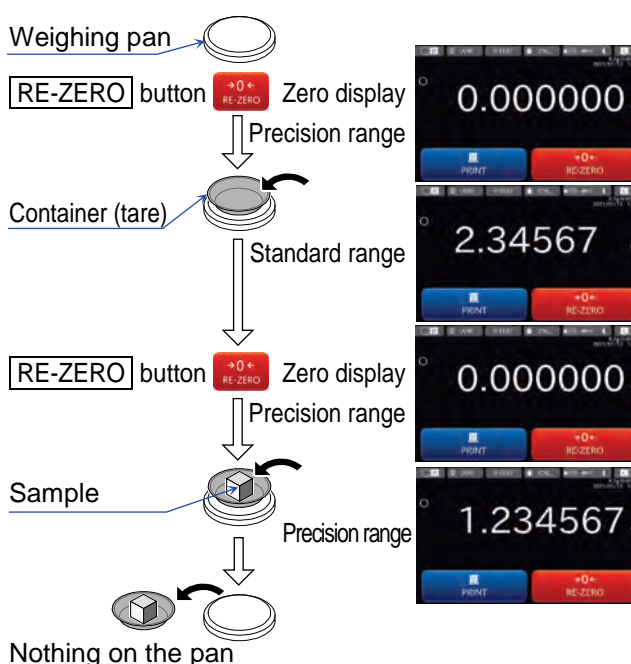 Weighing pan
RE-ZERO button →0← RE-ZERO Zero display
0.000000
Precision range
PRINT →0← RE-ZERO
Container (tare)
2.34567
Standard range
PRINT →0← RE-ZERO
RE-ZERO button →0← RE-ZERO Zero display
0.000000
Precision range
PRINT →0← RE-ZERO
Sample
1.234567
Precision range
PRINT →0← RE-ZERO
Nothing on the pan